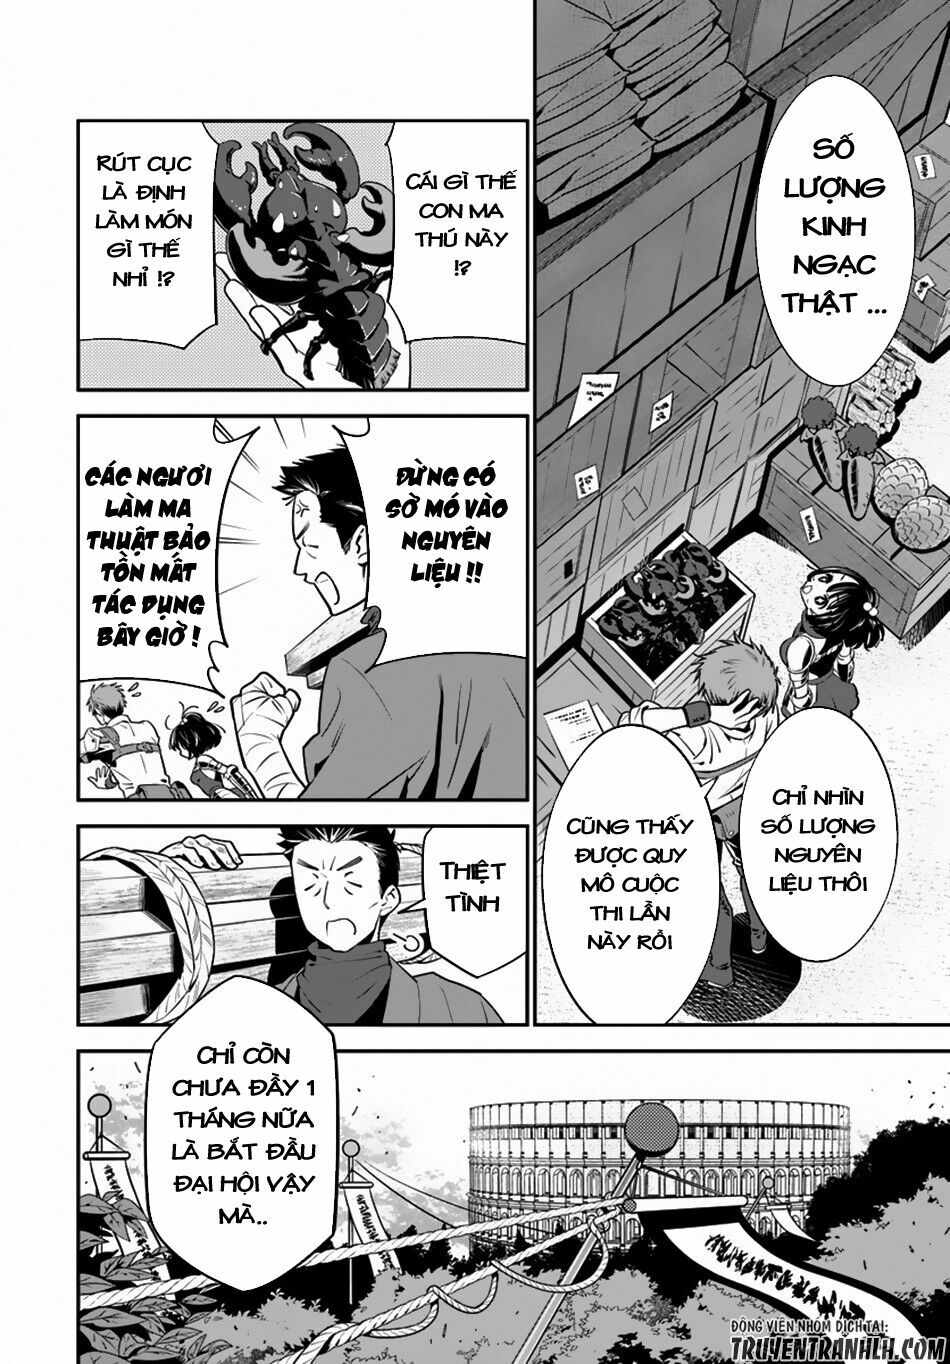 SỐ
LƯỢNG
KINH
NGẠC
THẬT ...
CHỈ NHÌN
SỐ LƯỢNG
NGUYÊN
LIỆU THÔI
CŨNG THẤY
ĐƯỢC QUY
MÔ CUỘC
THI LẦN
NÀY RỒI
CÁI GÌ THẾ
CON MA
THÚ NÀY
!?
RÚT CỤC
LÀ ĐỊNH
LÀM MÓN
GÌ THẾ
NHỈ !?
ĐỪNG CÓ
SỜ MÓ VÀO
NGUYÊN
LIỆU !!
CÁC NGƯƠI
LÀM MA
THUẬT BẢO
TỒN MẤT
TÁC DỤNG
BÂY GIỜ !
THIỆT
TÌNH
CHỈ CÒN
CHƯA ĐẦY 1
THÁNG NỮA
LÀ BẮT ĐẦU
ĐẠI HỘI VẬY
MÀ..
ĐỘNG VIÊN NHÓM DỊCH TẠI:
TRUYENTRANHLH.COM